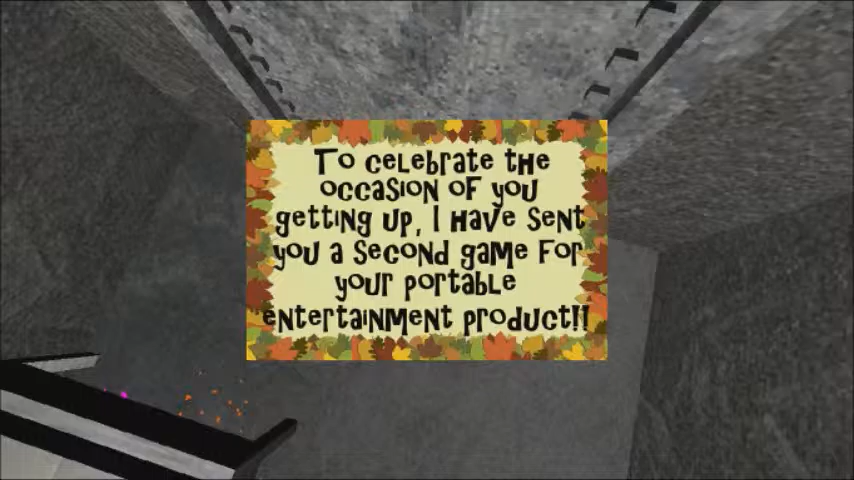 To celebrate the
occasion of you
getting up, I have sent
you a second game for
your portable
entertainment product!!